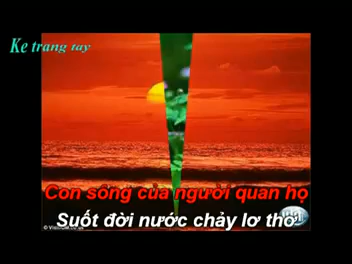 Ke trang tay
Con sông của người quan họ
Suốt đời nước chảy lơ thơ